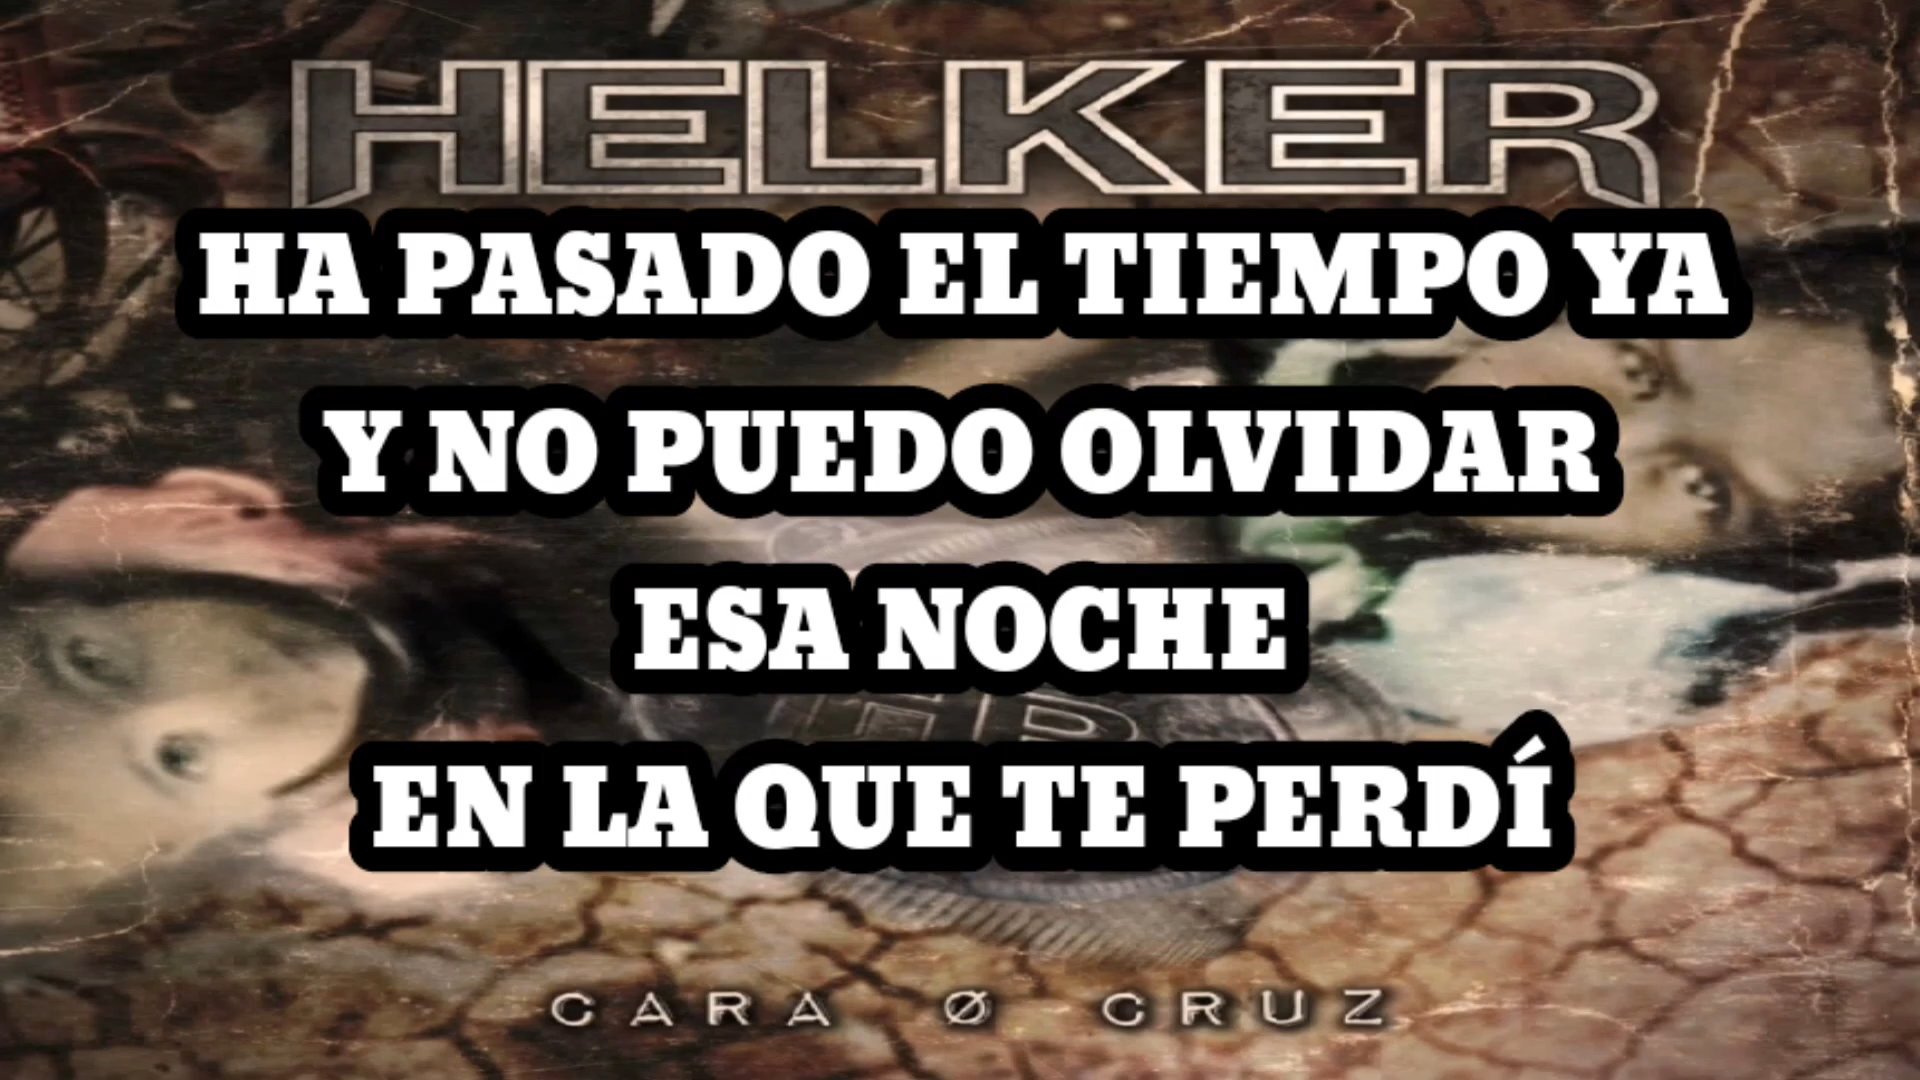 HELKER
HA PASADO EL TIEMPO YA
Y NO PUEDO OLVIDAR
ESA NOCHE
EN LA QUE TE PERDÍ
CARA Ø CRUZ